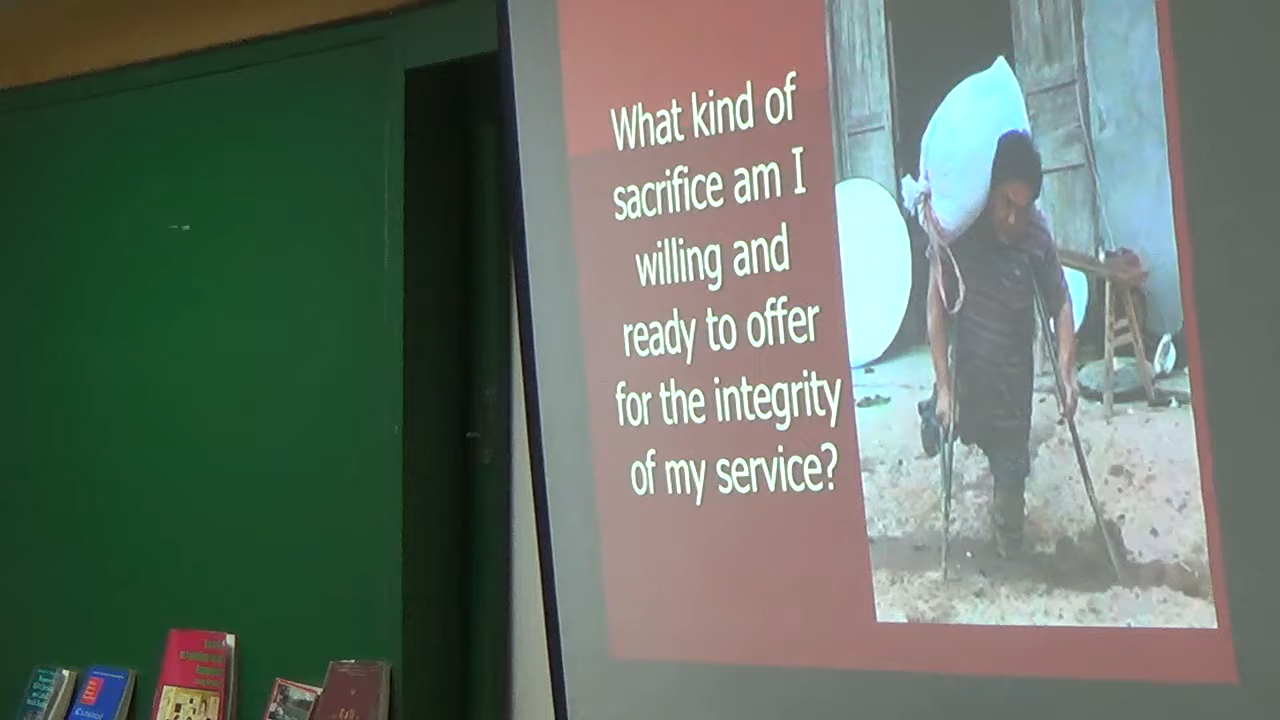 What kind of
sacrifice am I
willing and
ready to offer
for the integrity
of my service?